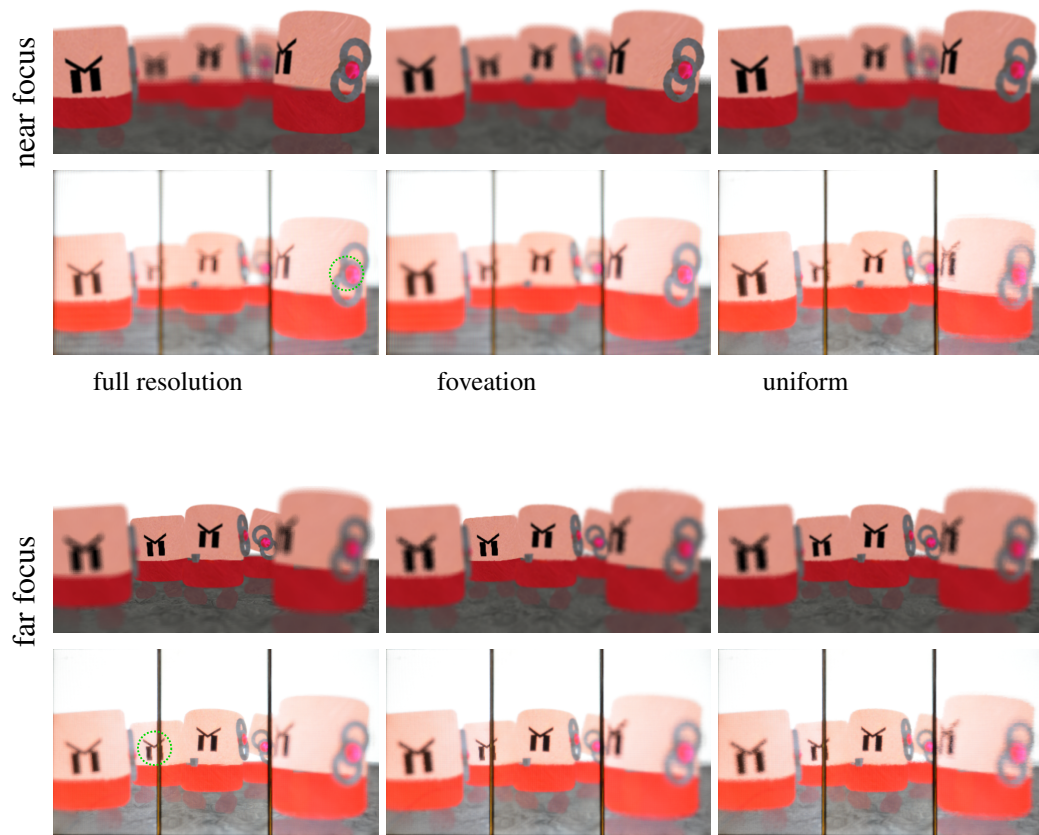 near focus
full resolution
foveation
uniform
far focus